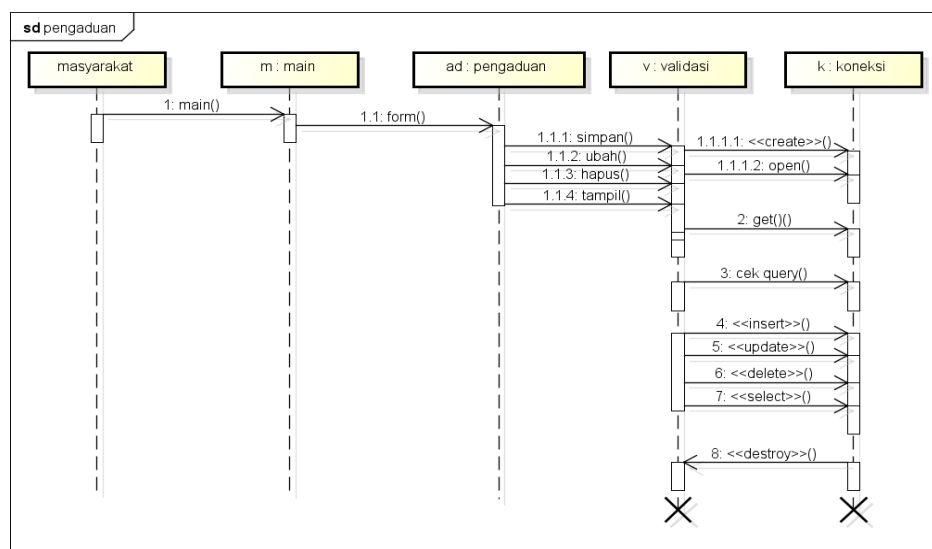 sd pengaduan
masyarakat
m : main
ad : pengaduan
v : validasi
k : koneksi
1: main()
1.1: form()
1.1.1: simpan()
1.1.1.1: <<create>>()
1.1.2: ubah()
1.1.1.2: open()
1.1.3: hapus()
1.1.4: tampil()
2: get()()
3: cek query()
4: <<insert>>()
5: <<update>>()
6: <<delete>>()
7: <<select>>()
8: <<destroy>>()